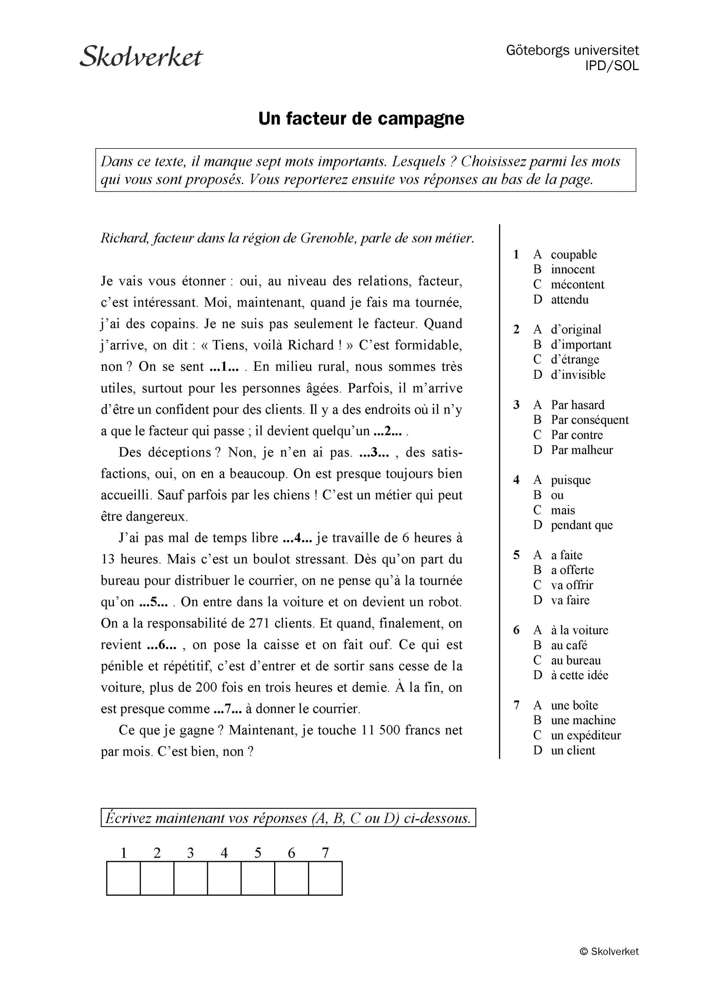 Skolverket
Göteborgs universitet
IPD/SOL
Un facteur de campagne
Dans ce texte, il manque sept mots importants. Lesquels ? Choisissez parmi les mots
qui vous sont proposés. Vous reporterez ensuite vos réponses au bas de la page.
Richard, facteur dans la région de Grenoble, parle de son métier.
Je vais vous étonner : oui, au niveau des relations, facteur,
c’est intéressant. Moi, maintenant, quand je fais ma tournée,
j’ai des copains. Je ne suis pas seulement le facteur. Quand
j’arrive, on dit : « Tiens, voilà Richard ! » C’est formidable,
non ? On se sent ...1... . En milieu rural, nous sommes très
utiles, surtout pour les personnes âgées. Parfois, il m’arrive
d’être un confident pour des clients. Il y a des endroits où il n’y
a que le facteur qui passe ; il devient quelqu’un ...2... .
Des déceptions ? Non, je n’en ai pas. ...3... , des satis-
factions, oui, on en a beaucoup. On est presque toujours bien
accueilli. Sauf parfois par les chiens ! C’est un métier qui peut
être dangereux.
J’ai pas mal de temps libre ...4... je travaille de 6 heures à
13 heures. Mais c’est un boulot stressant. Dès qu’on part du
bureau pour distribuer le courrier, on ne pense qu’à la tournée
qu’on ...5... . On entre dans la voiture et on devient un robot.
On a la responsabilité de 271 clients. Et quand, finalement, on
revient ...6... , on pose la caisse et on fait ouf. Ce qui est
pénible et répétitif, c’est d’entrer et de sortir sans cesse de la
voiture, plus de 200 fois en trois heures et demie. À la fin, on
est presque comme ...7... à donner le courrier.
Ce que je gagne ? Maintenant, je touche 11 500 francs net
par mois. C’est bien, non ?
1 A coupable
B innocent
C mécontent
D attendu
2 A d’original
B d’important
C d’étrange
D d’invisible
3 A Par hasard
B Par conséquent
C Par contre
D Par malheur
4 A puisque
B ou
C mais
D pendant que
5 A a faite
B a offerte
C va offrir
D va faire
6 A à la voiture
B au café
C au bureau
D à cette idée
7 A une boîte
B une machine
C un expéditeur
D un client
Écrivez maintenant vos réponses (A, B, C ou D) ci-dessous.
1 2 3 4 5 6 7
© Skolverket